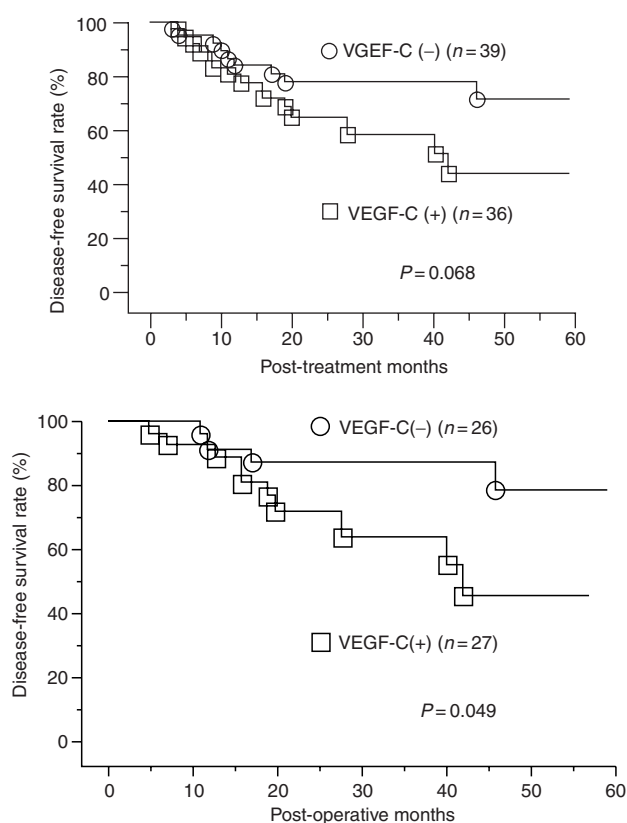 100
80
60
40
20
0
Disease-free survival rate (%)
VGEF-C (–) (n=39)
VEGF-C (+) (n=36)
P=0.068
0 10 20 30 40 50 60
Post-treatment months
100
80
60
40
20
0
Disease-free survival rate (%)
VEGF-C(–) (n=26)
VEGF-C(+) (n=27)
P=0.049
0 10 20 30 40 50 60
Post-operative months